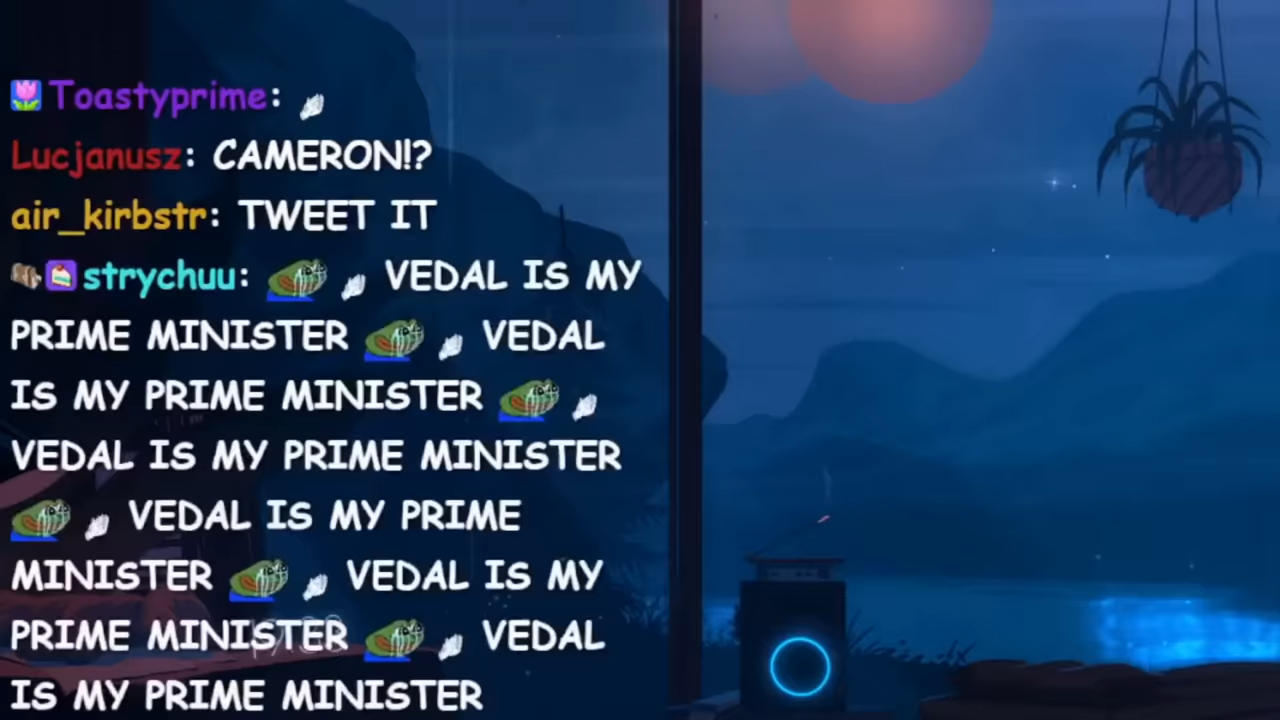 Toastyprime:
Lucjanusz: CAMERON!?
air_kirbstr: TWEET IT
strychuu: VEDAL IS MY
PRIME MINISTER VEDAL
IS MY PRIME MINISTER
VEDAL IS MY PRIME MINISTER
VEDAL IS MY PRIME
MINISTER VEDAL IS MY
PRIME MINISTER VEDAL
IS MY PRIME MINISTER